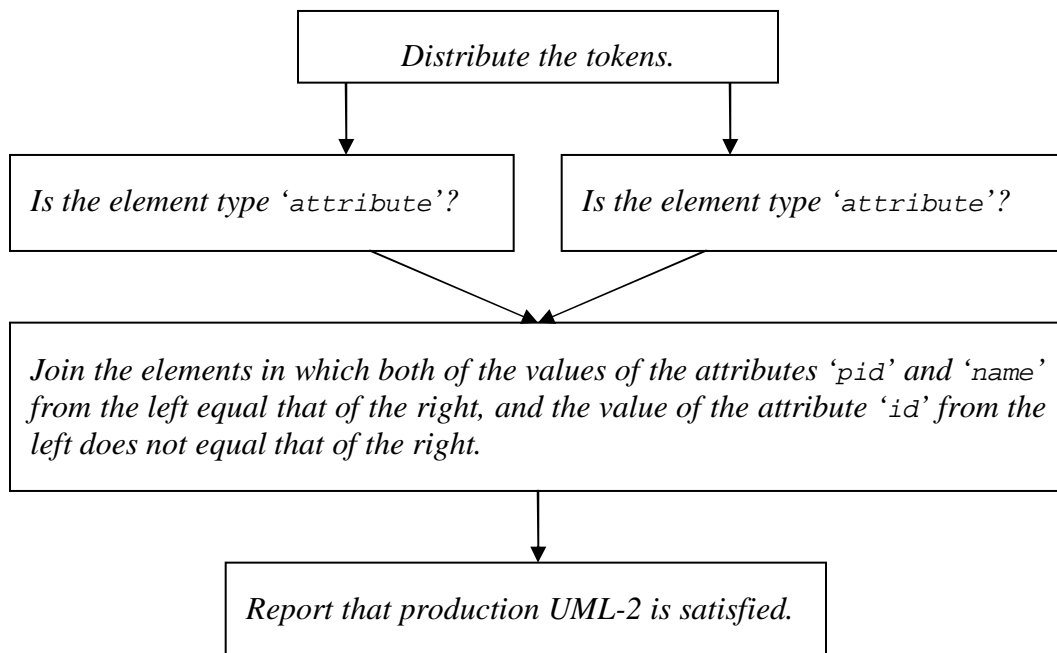 Distribute the tokens.
Is the element type ‘attribute’?
Is the element type ‘attribute’?
Join the elements in which both of the values of the attributes ‘pid’ and ‘name’
from the left equal that of the right, and the value of the attribute ‘id’ from the
left does not equal that of the right.
Report that production UML-2 is satisfied.